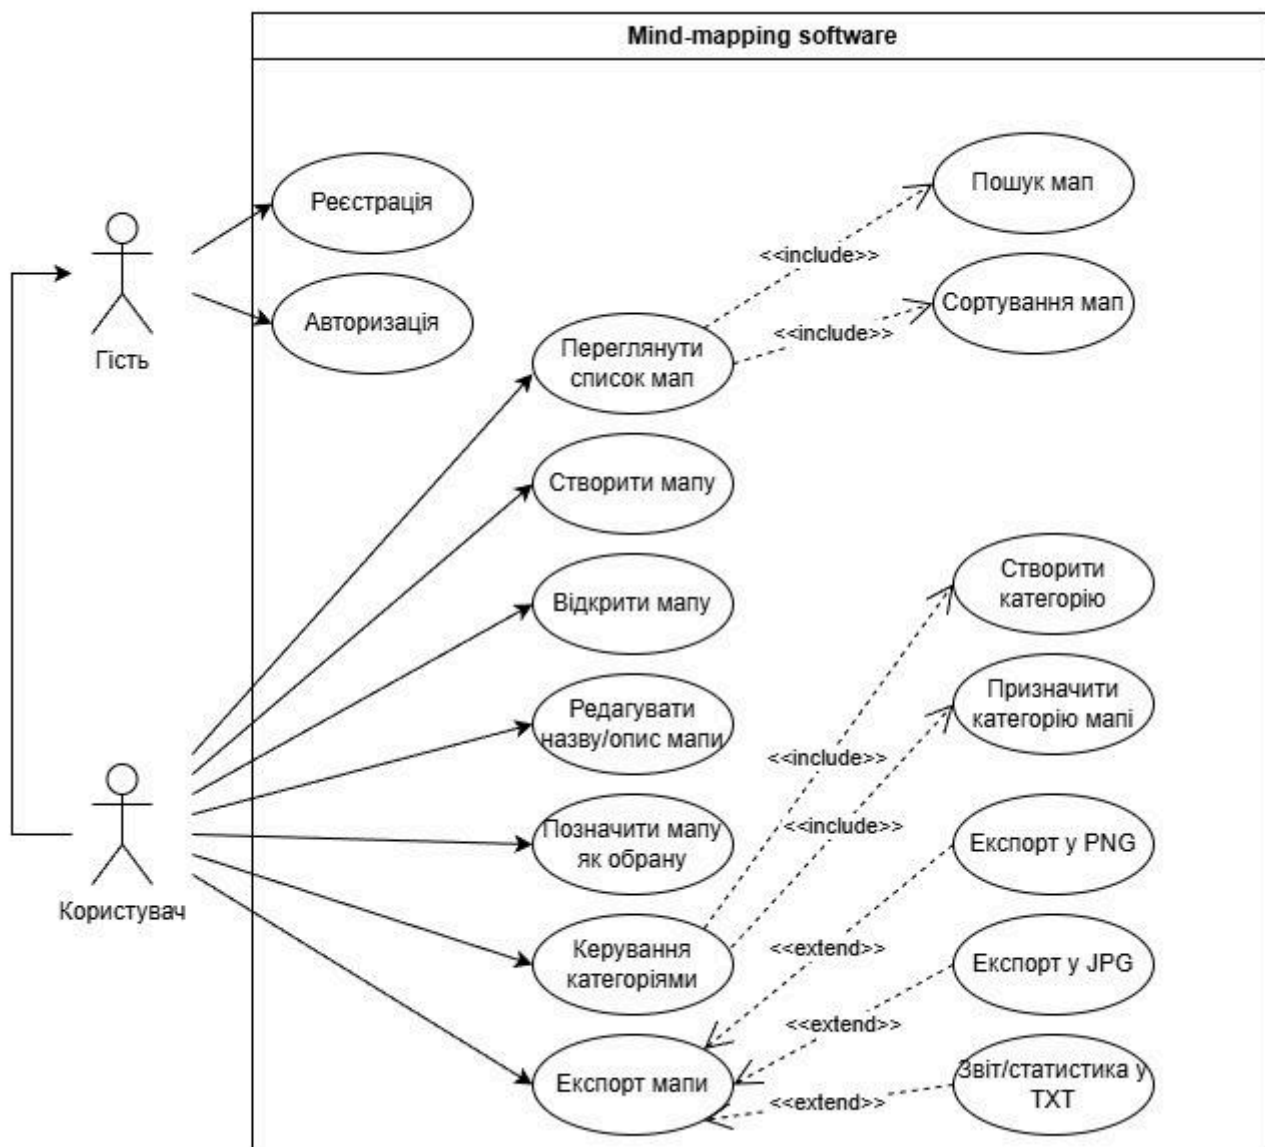 Mind-mapping software
Реєстрація
Авторизація
Гість
Пошук мап
<<include>>
Сортування мап
<<include>>
Переглянути
список мап
Створити мапу
Відкрити мапу
Редагувати
назву/опис мапи
Позначити мапу
як обрану
Користувач
Керування
категоріями
Експорт мапи
Створити
категорію
Призначити
категорію мапі
<<include>>
<<include>>
Експорт у PNG
<<extend>>
Експорт у JPG
<<extend>>
Звіт/статистика у
TXT
<<extend>>